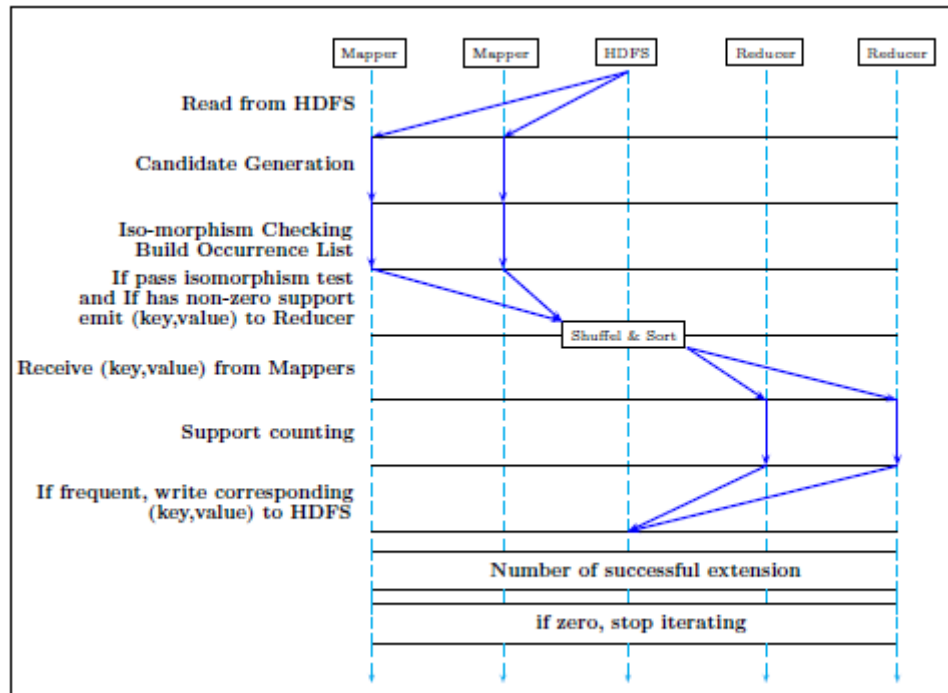 Mapper
Mapper
HDFS
Reducer
Reducer
Read from HDFS
Candidate Generation
Iso-morphism Checking
Build Occurrence List
If pass isomorphism test
and If has non-zero support
emit (key,value) to Reducer
Shuffel & Sort
Receive (key,value) from Mappers
Support counting
If frequent, write corresponding
(key,value) to HDFS
Number of successful extension
if zero, stop iterating